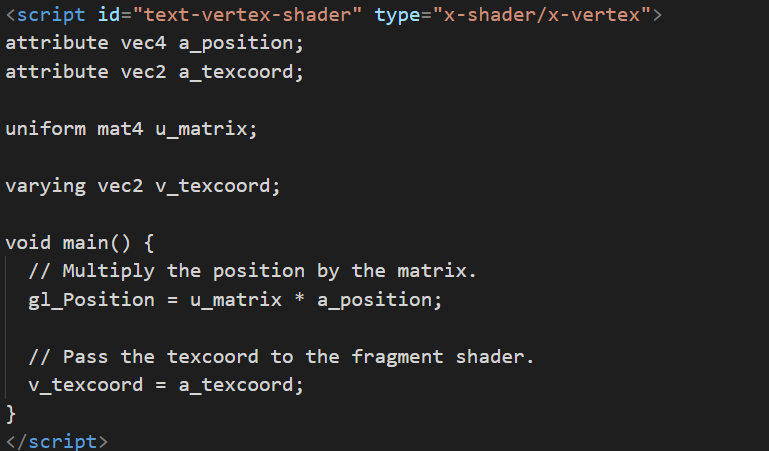 <script id="text-vertex-shader" type="x-shader/x-vertex">
attribute vec4 a_position;
attribute vec2 a_texcoord;

uniform mat4 u_matrix;

varying vec2 v_texcoord;

void main() {
  // Multiply the position by the matrix.
  gl_Position = u_matrix * a_position;

  // Pass the texcoord to the fragment shader.
  v_texcoord = a_texcoord;
}
</script>